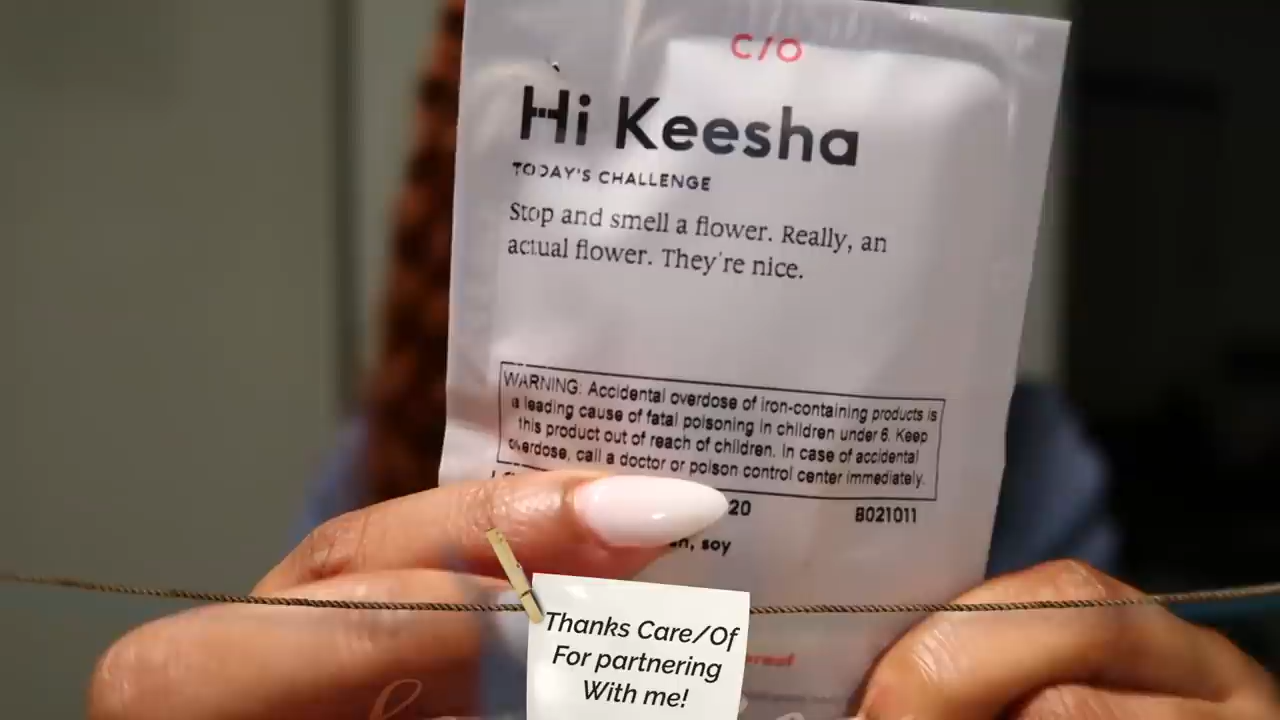 C/O
Hi Keesha
TODAY'S CHALLENGE
Stop and smell a flower. Really, an
actual flower. They're nice.
WARNING: Accidental overdose of iron-containing products is
a leading cause of fatal poisoning in children under 6. Keep
this product out of reach of children. In case of accidental
overdose, call a doctor or poison control center immediately.
20 B021011
soy
Thanks Care/Of
For partnering
With me!